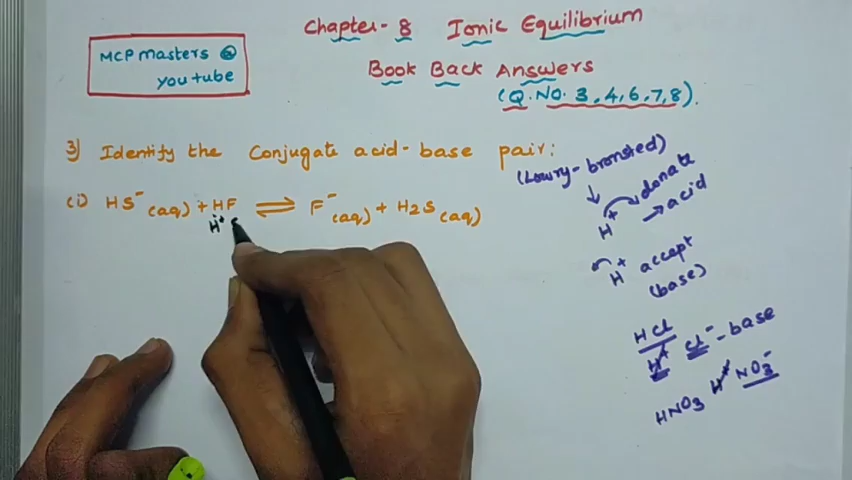 Chapter-8 Ionic Equilibrium
MCP masters @
you tube
Book Back Answers
(Q.No. 3,4,6,7,8).
3) Identify the Conjugate acid-base pair:
(Lowry-bronsted)
(i) HS⁻ (aq) + HF ⇌ F⁻ (aq) + H2S (aq)
H⁺
H⁺ donate
→ acid
H⁺ accept
(base)
HCl
H⁺ Cl⁻ - base
HNO3 H⁺ NO3⁻